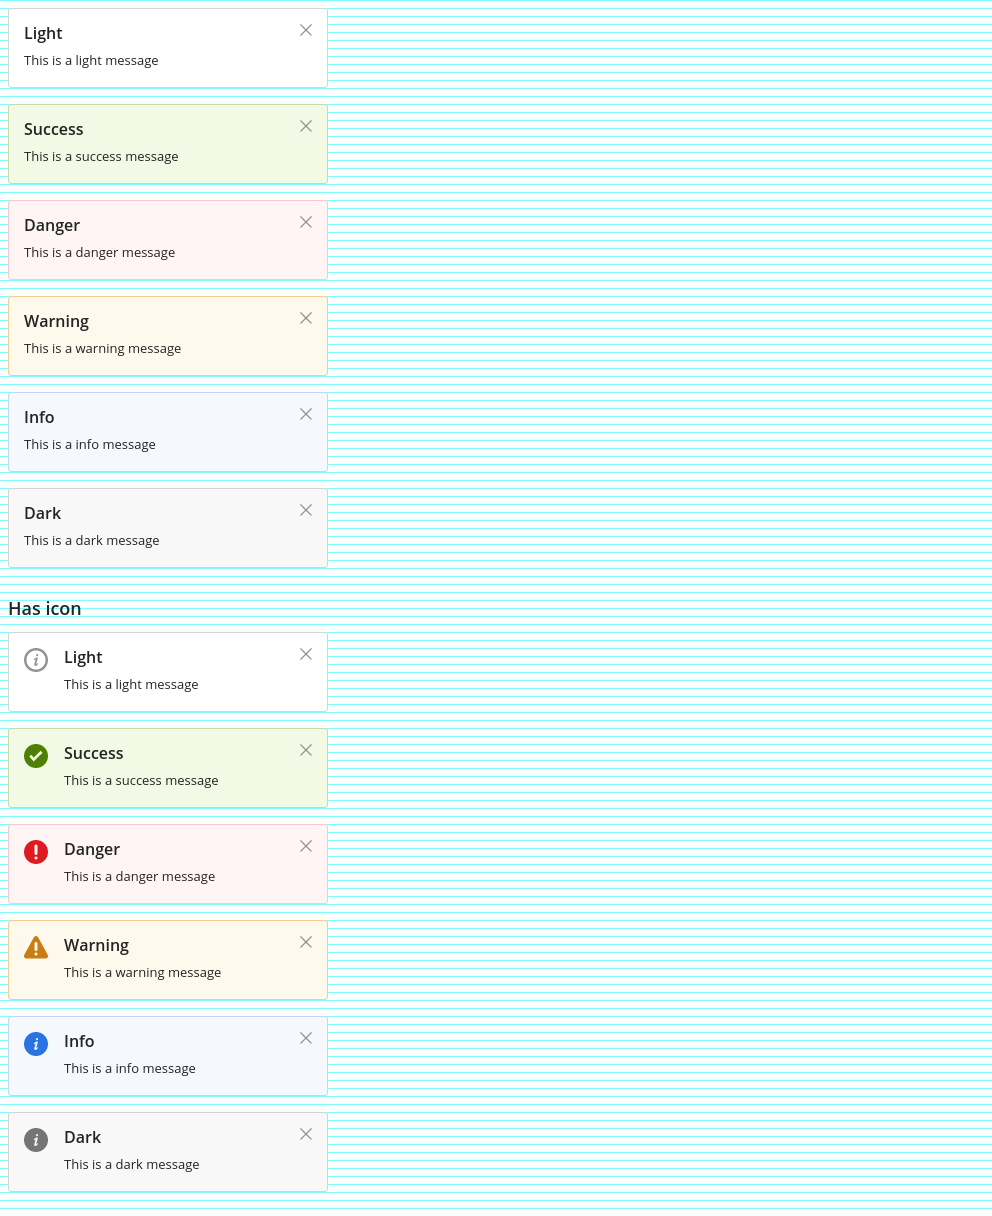 Light
This is a light message
Success
This is a success message
Danger
This is a danger message
Warning
This is a warning message
Info
This is a info message
Dark
This is a dark message
Has icon
Light
This is a light message
Success
This is a success message
Danger
This is a danger message
Warning
This is a warning message
Info
This is a info message
Dark
This is a dark message